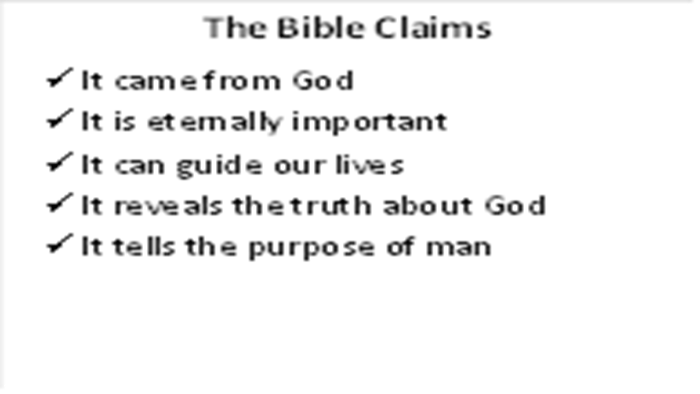 The Bible Claims
✓ It came from God
✓ It is eternally important
✓ It can guide our lives
✓ It reveals the truth about God
✓ It tells the purpose of man